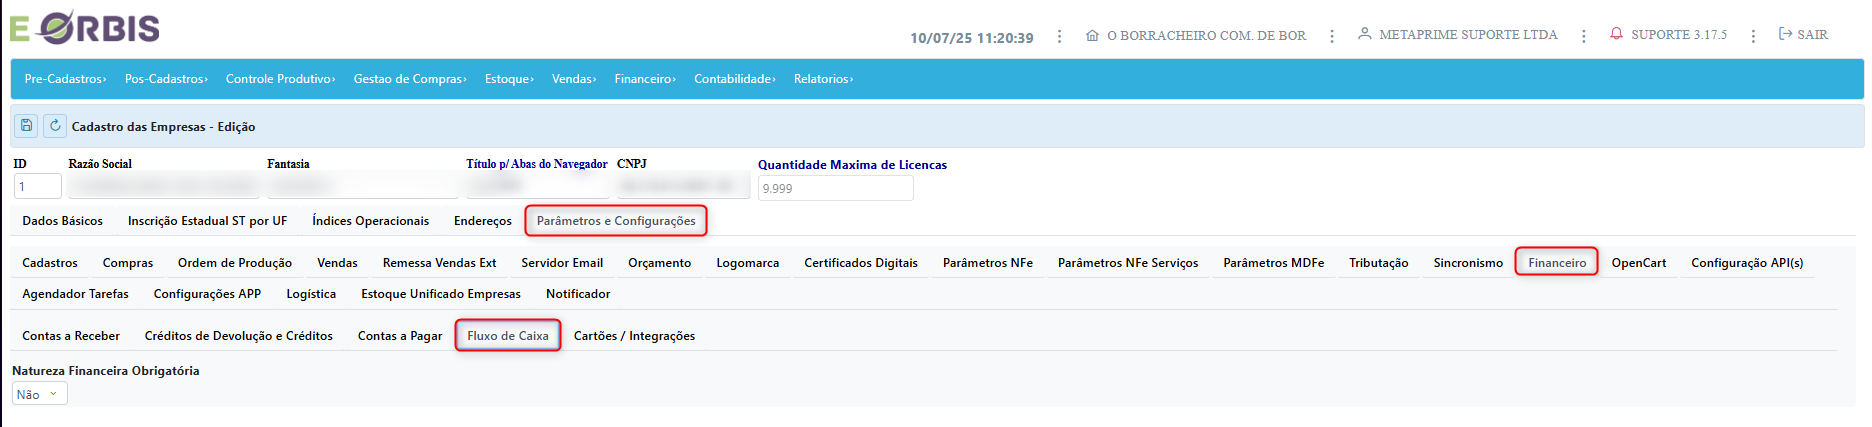 E ORBIS
10/07/25 11:20:39 ⋮ O BORRACHEIRO COM. DE BOR ⋮ METAPRIME SUPORTE LTDA ⋮ SUPORTE 3.17.5 ⋮ SAIR
Pre-Cadastros› Pos-Cadastros› Controle Produtivo› Gestao de Compras› Estoque› Vendas› Financeiro› Contabilidade› Relatorios›
Cadastro das Empresas - Edição
ID Razão Social Fantasia Título p/ Abas do Navegador CNPJ Quantidade Maxima de Licencas
1 9.999
Dados Básicos Inscrição Estadual ST por UF Índices Operacionais Endereços Parâmetros e Configurações
Cadastros Compras Ordem de Produção Vendas Remessa Vendas Ext Servidor Email Orçamento Logomarca Certificados Digitais Parâmetros NFe Parâmetros NFe Serviços Parâmetros MDFe Tributação Sincronismo Financeiro OpenCart Configuração API(s)
Agendador Tarefas Configurações APP Logística Estoque Unificado Empresas Notificador
Contas a Receber Créditos de Devolução e Créditos Contas a Pagar Fluxo de Caixa Cartões / Integrações
Natureza Financeira Obrigatória
Não